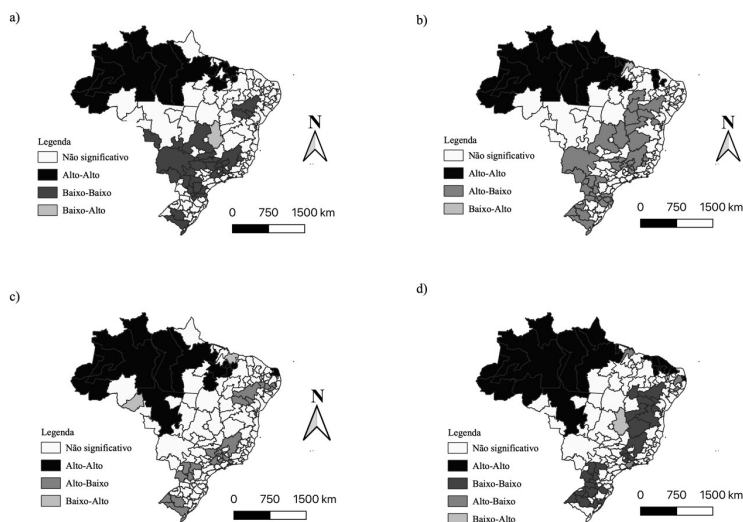 a)
N
Legenda
Não significativo
Alto-Alto
Baixo-Baixo
Baixo-Alto
0 750 1500 km
b)
N
Legenda
Não significativo
Alto-Alto
Alto-Baixo
Baixo-Alto
0 750 1500 km
c)
N
Legenda
Não significativo
Alto-Alto
Alto-Baixo
Baixo-Alto
0 750 1500 km
d)
Legenda
Não significativo
Alto-Alto
Baixo-Baixo
Alto-Baixo
Baixo-Alto
0 750 1500 km